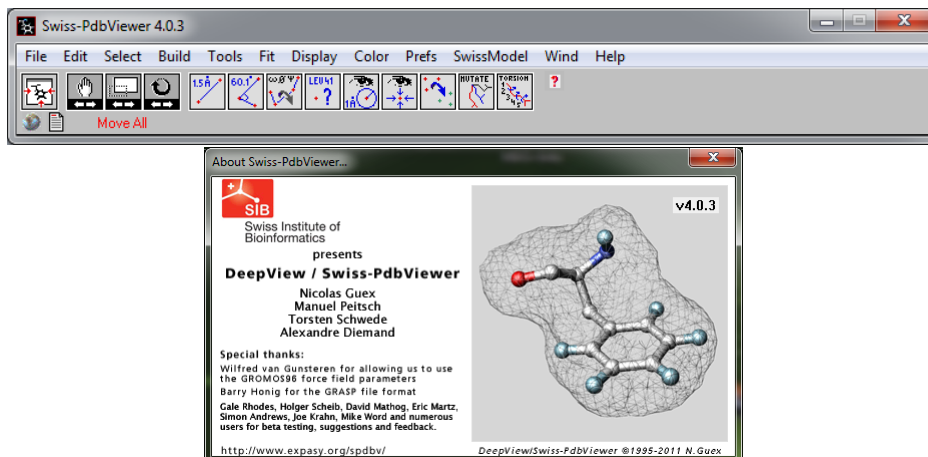 Swiss-PdbViewer 4.0.3
File Edit Select Build Tools Fit Display Color Prefs SwissModel Wind Help
1.5Å 60.1° ω Φ Ψ LEU41 ? 1Å MUTATE TORSION ?
Move All
About Swiss-PdbViewer...
SIB
Swiss Institute of
Bioinformatics
presents
DeepView / Swiss-PdbViewer
Nicolas Guex
Manuel Peitsch
Torsten Schwede
Alexandre Diemand
Special thanks:
Wilfred van Gunsteren for allowing us to use
the GROMOS96 force field parameters
Barry Honig for the GRASP file format
Gale Rhodes, Holger Scheib, David Mathog, Eric Martz,
Simon Andrews, Joe Krahn, Mike Word and numerous
users for beta testing, suggestions and feedback.
http://www.expasy.org/spdbv/
v4.0.3
DeepView/Swiss-PdbViewer ©1995-2011 N.Guex